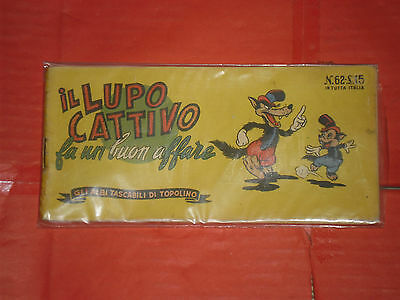 iL LUPO
CATTIVO
fa un buon affare
N. 62-L.15
IN TUTTA ITALIA
GLI ALBI TASCABILI DI TOPOLINO